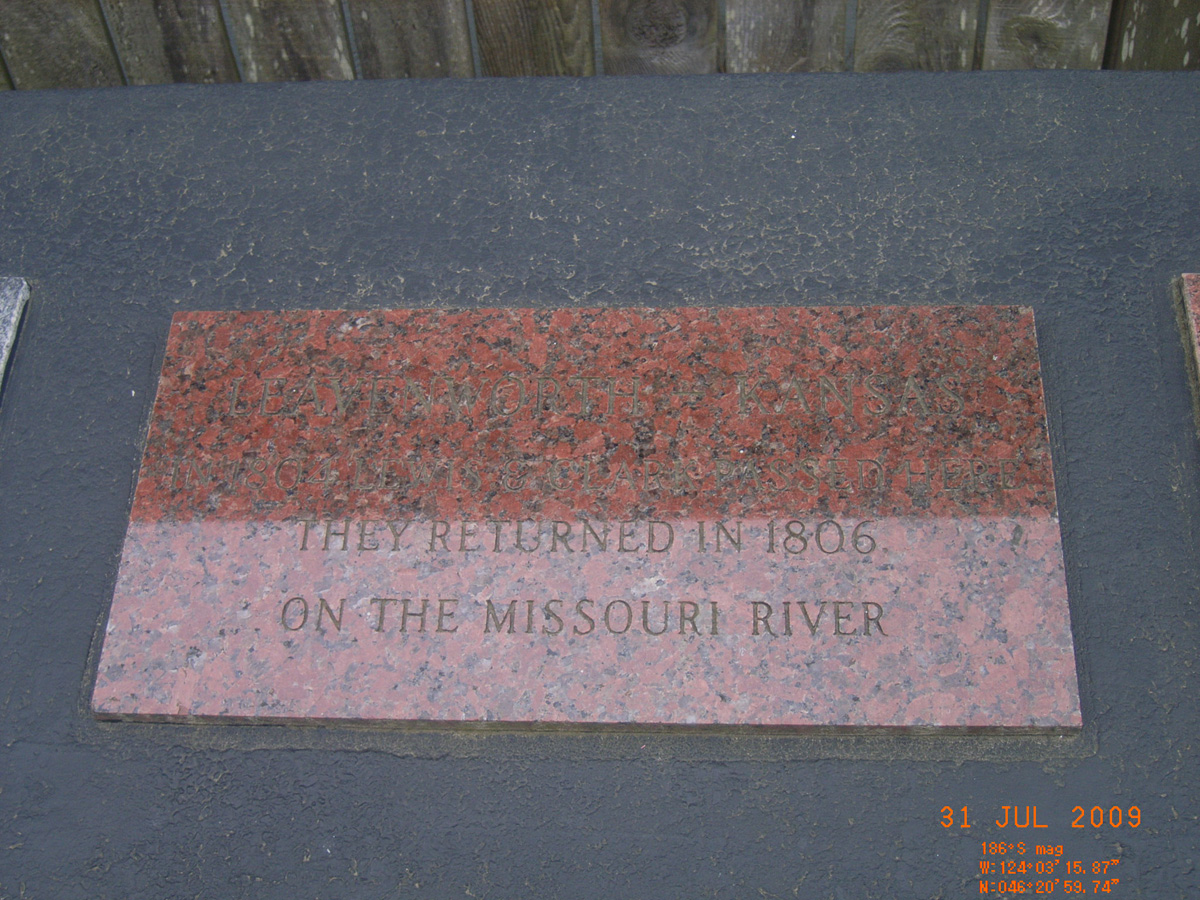 LEAVENWORTH - KANSAS
IN 1804 LEWIS & CLARK PASSED HERE
THEY RETURNED IN 1806.
ON THE MISSOURI RIVER
31 JUL 2009
186°S mag
W:124°03'15.87"
N:046°20'59.74"